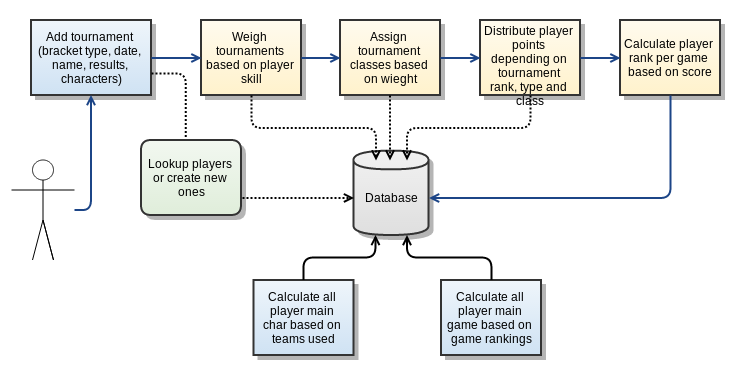 Add tournament
(bracket type, date,
name, results,
characters)
Weigh
tournaments
based on player
skill
Assign
tournament
classes based
on wieght
Distribute player
points
depending on
tournament
rank, type and
class
Calculate player
rank per game
based on score
Lookup players
or create new
ones
Database
Calculate all
player main
char based on
teams used
Calculate all
player main
game based on
game rankings